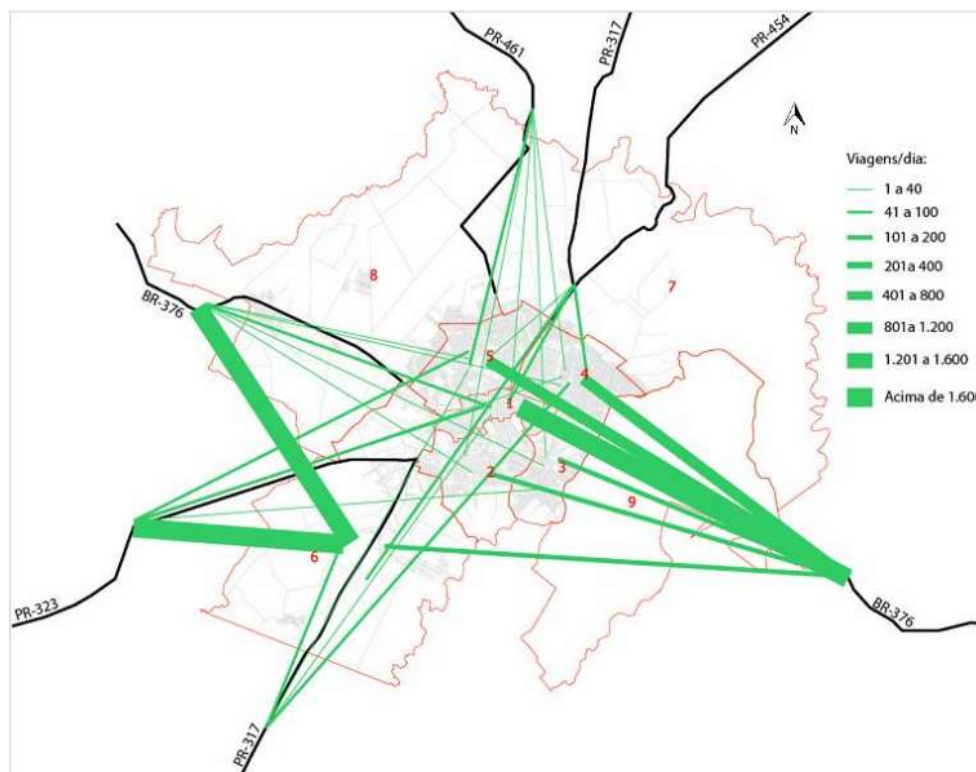 PR-461
PR-317
PR-454
N
Viagens/dia:
1 a 40
41 a 100
101 a 200
201a 400
401 a 800
801a 1.200
1.201 a 1.600
Acima de 1.600
8
7
BR-376
5
4
1
2
3
9
6
PR-323
BR-376
PR-317